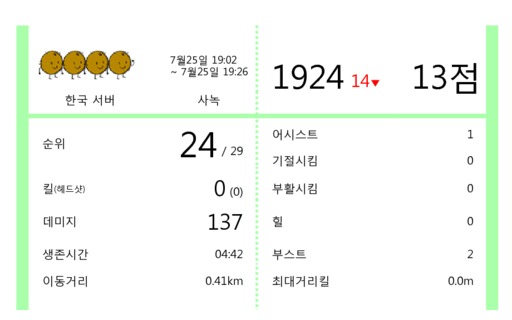 7월25일 19:02
~ 7월25일 19:26
한국 서버
사녹
1924 14▼
13점
순위
24 / 29
킬(헤드샷)
0 (0)
데미지
137
생존시간
04:42
이동거리
0.41km
어시스트
1
기절시킴
0
부활시킴
0
힐
0
부스트
2
최대거리킬
0.0m